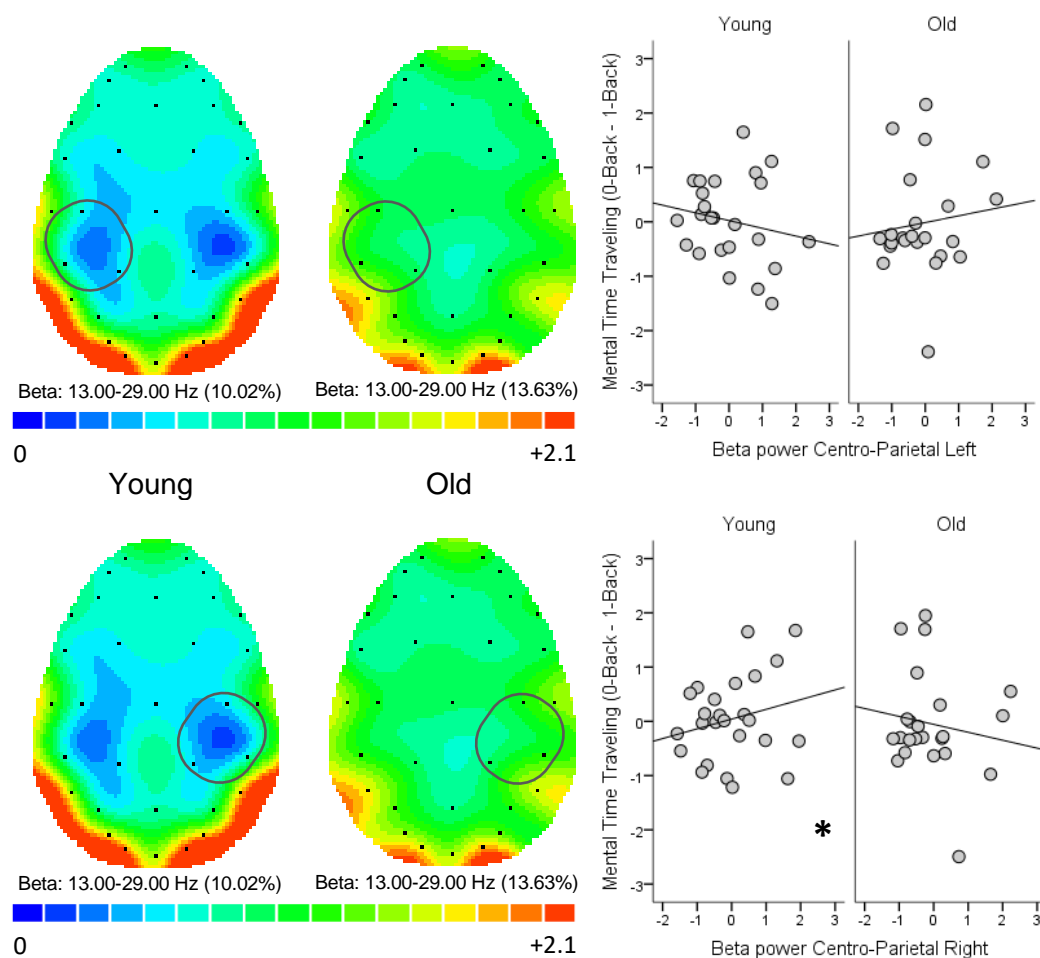 Young Old
Mental Time Traveling (0-Back - 1-Back)
3
2
1
0
-1
-2
-3
-2 -1 0 1 2 3 -2 -1 0 1 2 3
Beta power Centro-Parietal Left
Beta: 13.00-29.00 Hz (10.02%) Beta: 13.00-29.00 Hz (13.63%)
0 +2.1
Young Old
Young Old
Mental Time Traveling (0-Back - 1-Back)
3
2
1
0
-1
-2
-3
*
-2 -1 0 1 2 3 -2 -1 0 1 2 3
Beta power Centro-Parietal Right
Beta: 13.00-29.00 Hz (10.02%) Beta: 13.00-29.00 Hz (13.63%)
0 +2.1